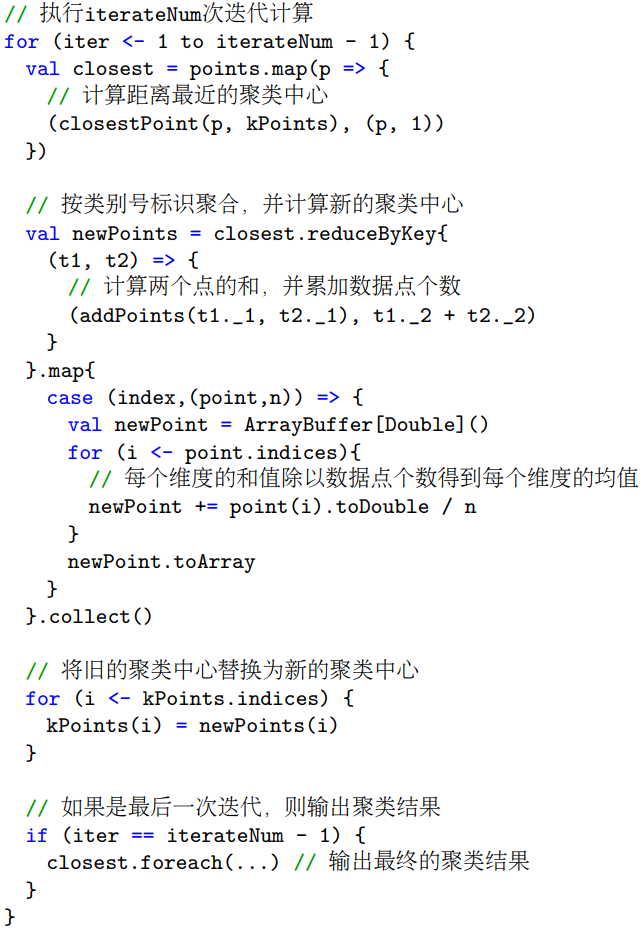 // 执行iterateNum次迭代计算
for (iter <- 1 to iterateNum - 1) {
  val closest = points.map(p => {
    // 计算距离最近的聚类中心
    (closestPoint(p, kPoints), (p, 1))
  })

  // 按类别号标识聚合，并计算新的聚类中心
  val newPoints = closest.reduceByKey{
    (t1, t2) => {
      // 计算两个点的和，并累加数据点个数
      (addPoints(t1._1, t2._1), t1._2 + t2._2)
    }
  }.map{
    case (index,(point,n)) => {
      val newPoint = ArrayBuffer[Double]()
      for (i <- point.indices){
        // 每个维度的和值除以数据点个数得到每个维度的均值
        newPoint += point(i).toDouble / n
      }
      newPoint.toArray
    }
  }.collect()

  // 将旧的聚类中心替换为新的聚类中心
  for (i <- kPoints.indices) {
    kPoints(i) = newPoints(i)
  }

  // 如果是最后一次迭代，则输出聚类结果
  if (iter == iterateNum - 1) {
    closest.foreach(...) // 输出最终的聚类结果
  }
}